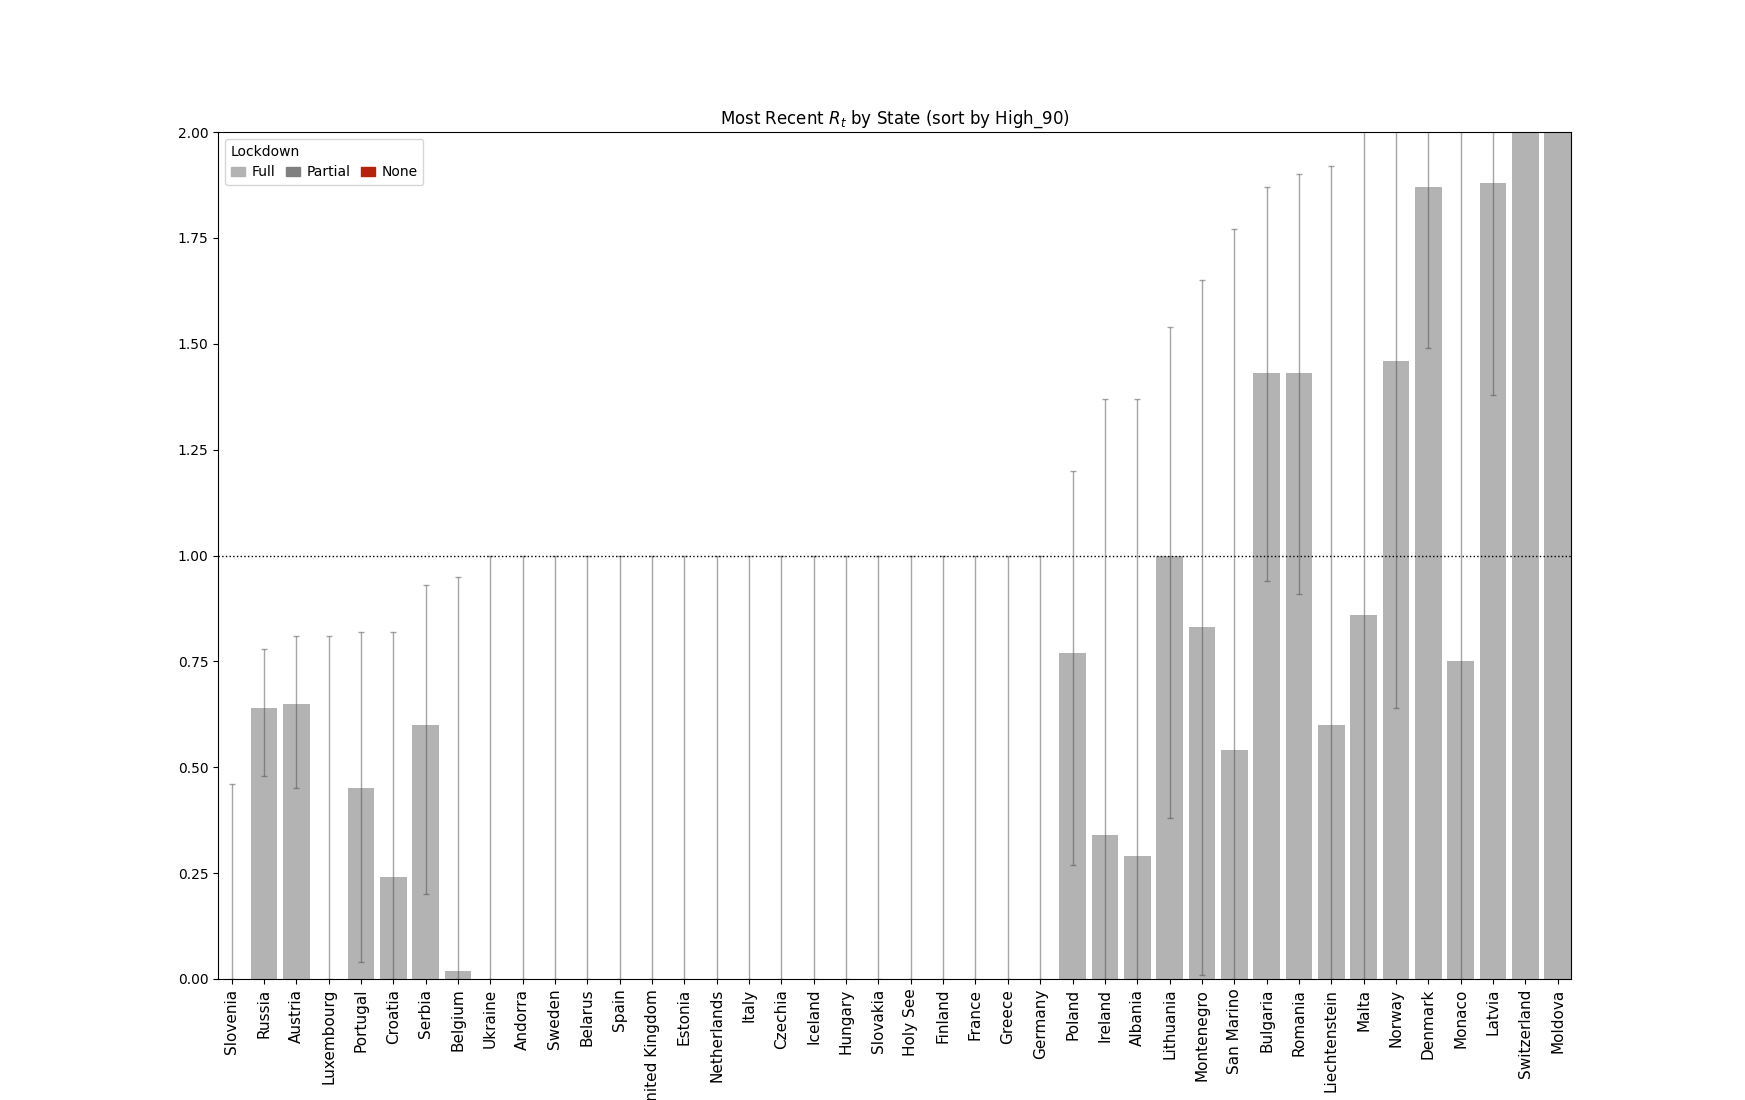 Most Recent Rt by State (sort by High_90)
Lockdown
Full Partial None
2.00
1.75
1.50
1.25
1.00
0.75
0.50
0.25
0.00
Slovenia
Russia
Austria
Luxembourg
Portugal
Croatia
Serbia
Belgium
Ukraine
Andorra
Sweden
Belarus
Spain
nited Kingdom
Estonia
Netherlands
Italy
Czechia
Iceland
Hungary
Slovakia
Holy See
Finland
France
Greece
Germany
Poland
Ireland
Albania
Lithuania
Montenegro
San Marino
Bulgaria
Romania
Liechtenstein
Malta
Norway
Denmark
Monaco
Latvia
Switzerland
Moldova